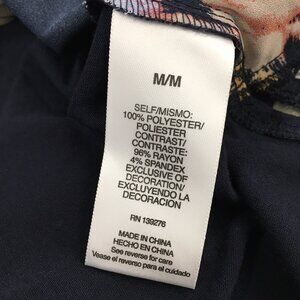 M/M
SELF/MISMO:
100% POLYESTER/
POLIESTER
CONTRAST/
CONTRASTE:
96% RAYON
4% SPANDEX
EXCLUSIVE OF
DECORATION/
EXCLUYENDO LA
DECORACION
RN 139276
MADE IN CHINA
HECHO EN CHINA
See reverse for care
Vease el reverso para el cuidado